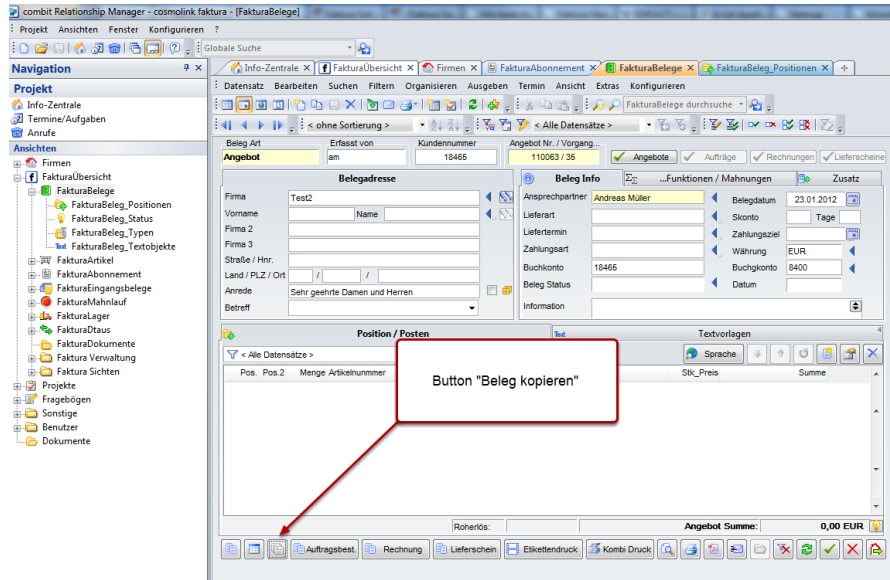 combit Relationship Manager - cosmolink faktura - [FakturaBelege]
Projekt Ansichten Fenster Konfigurieren ?
Globale Suche
Navigation
Projekt
Info-Zentrale
Termine/Aufgaben
Anrufe
Ansichten
Firmen
FakturaÜbersicht
FakturaBelege
FakturaBeleg_Positionen
FakturaBeleg_Status
FakturaBeleg_Typen
Text FakturaBeleg_Textobjekte
FakturaArtikel
FakturaAbonnement
FakturaEingangsbelege
FakturaMahnlauf
FakturaLager
FakturaDtaus
FakturaDokumente
Faktura Verwaltung
Faktura Sichten
Projekte
Fragebögen
Sonstige
Benutzer
Dokumente
Info-Zentrale X FakturaÜbersicht X Firmen X FakturaAbonnement X FakturaBelege X FakturaBeleg_Positionen X +
Datensatz Bearbeiten Suchen Filtern Organisieren Ausgeben Termin Ansicht Extras Konfigurieren
FakturaBelege durchsuche
< ohne Sortierung > < Alle Datensätze >
Beleg Art Erfasst von Kundennummer Angebot Nr. / Vorgang...
Angebot am 18465 110063 / 35 Angebote Aufträge Rechnungen Lieferscheine
Belegadresse Beleg Info ...Funktionen / Mahnungen Zusatz
Firma Test2 Ansprechpartner Andreas Müller Belegdatum 23.01.2012
Vorname Name Lieferart Skonto Tage
Firma 2 Liefertermin Zahlungsziel
Firma 3 Zahlungsart Währung EUR
Straße / Hnr. Buchkonto 18465 Buchgkonto 8400
Land / PLZ / Ort / / Beleg Status Datum
Anrede Sehr geehrte Damen und Herren
Betreff Information
Position / Posten Text Textvorlagen 4
< Alle Datensätze > Sprache
Pos. Pos.2 Menge Artikelnunmmer Stk_Preis Summe
Button "Beleg kopieren"
Roherlös: Angebot Summe: 0,00 EUR
Auftragsbest. Rechnung Lieferschein Etikettendruck Kombi Druck